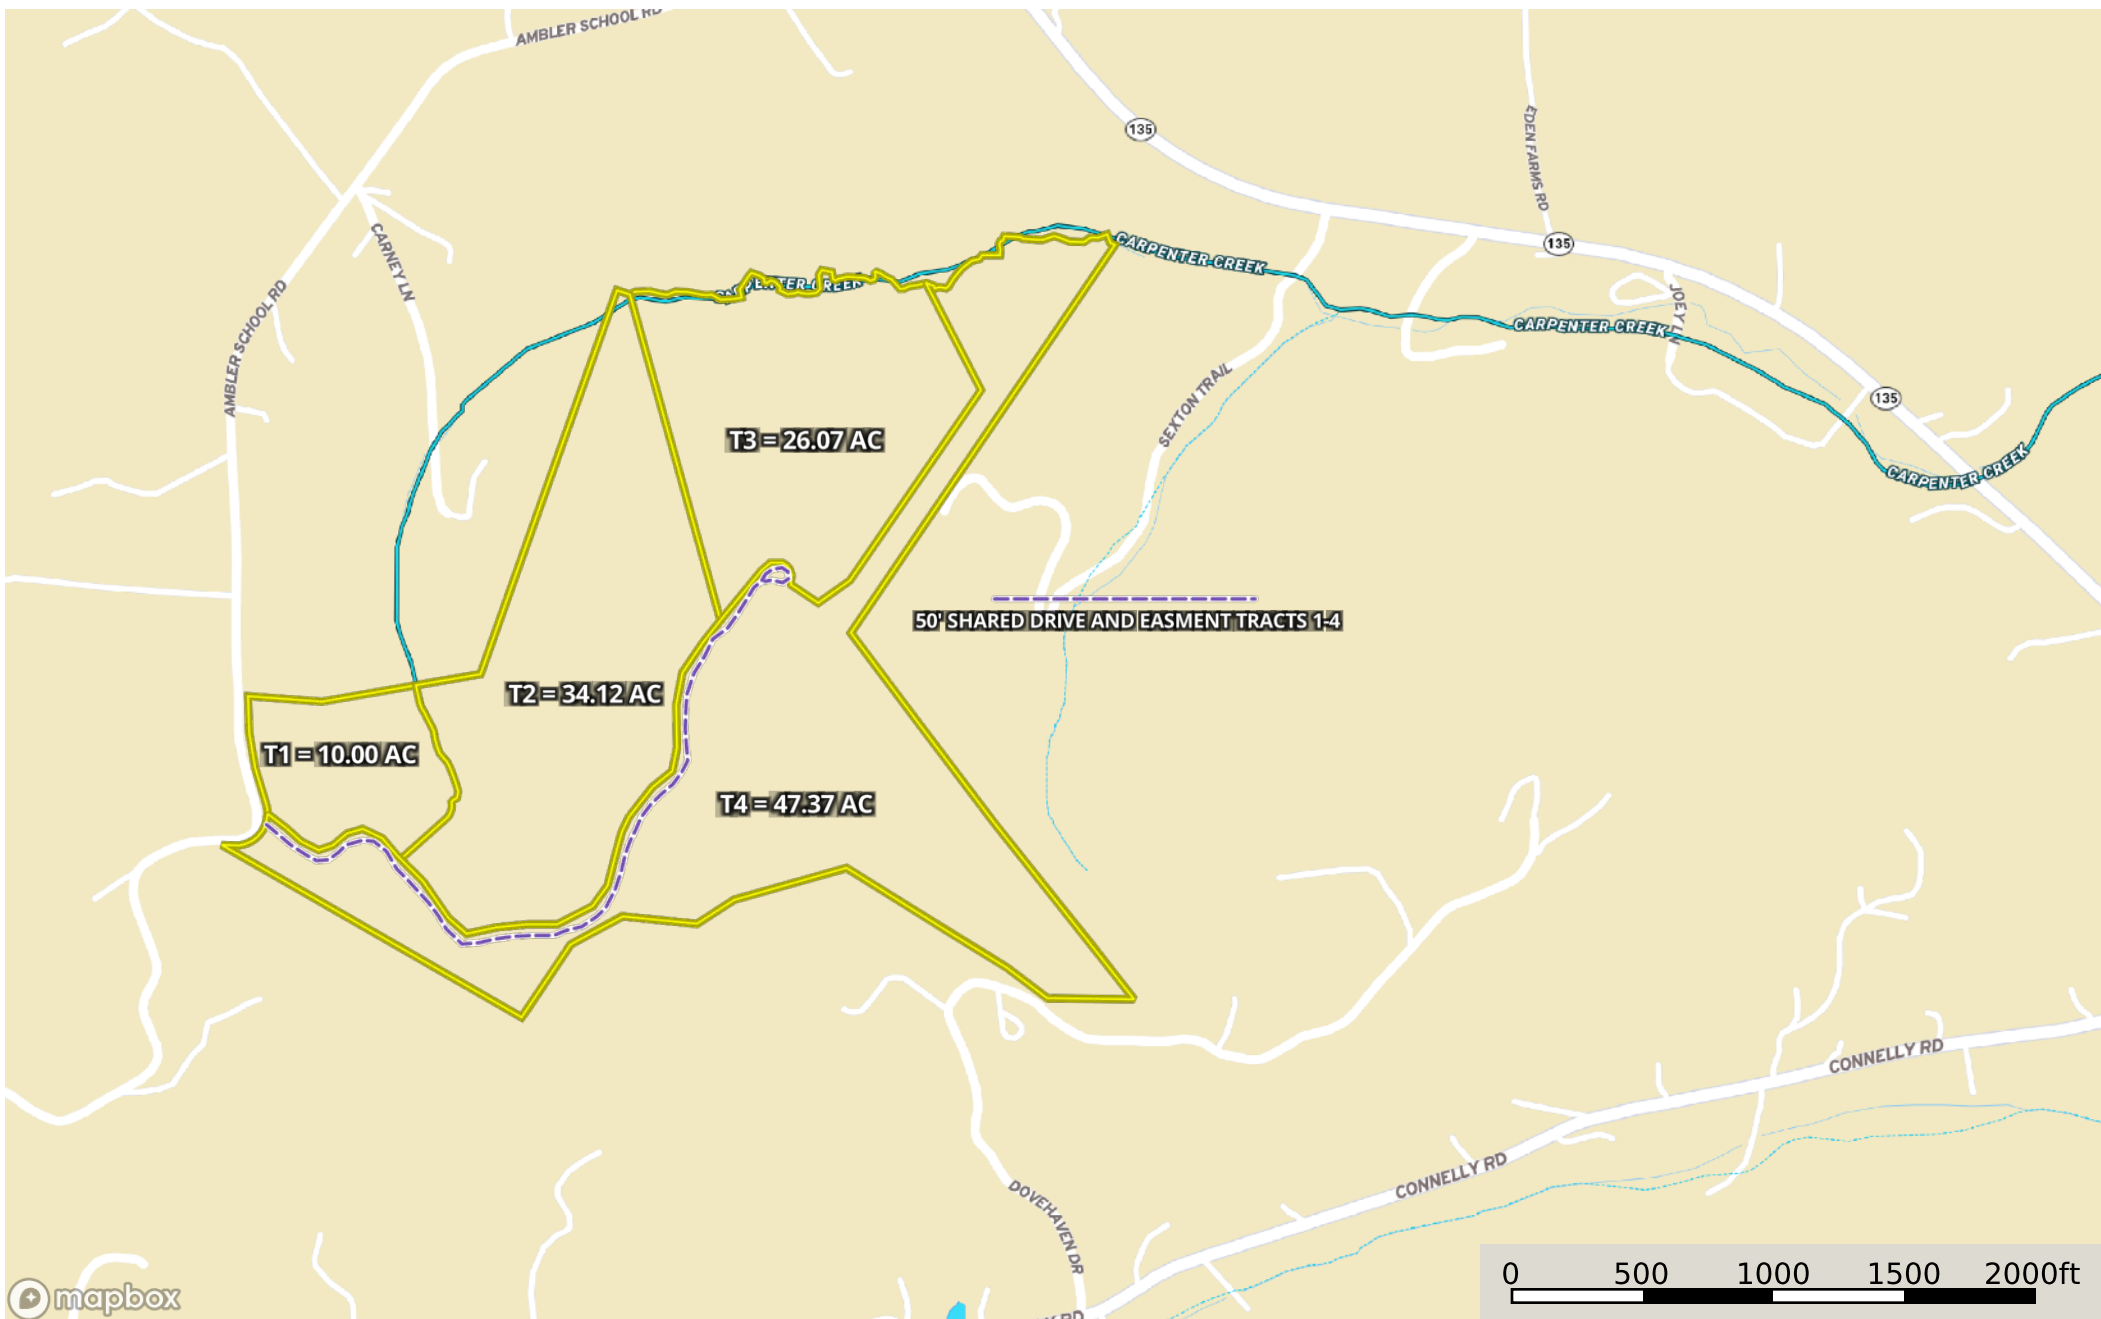 AMBLER SCHOOL RD
135
EDEN FARMS RD
CARNEY LN
CARPENTER CREEK
135
AMBLER SCHOOL RD
CARPENTER CREEK
JOEY LN
CARPENTER CREEK
SEXTON TRAIL
135
T3 = 26.07 AC
CARPENTER CREEK
50' SHARED DRIVE AND EASMENT TRACTS 1-4
T2 = 34.12 AC
T1 = 10.00 AC
T4 = 47.37 AC
CONNELLY RD
CONNELLY RD
DOVEHAVEN DR
0 500 1000 1500 2000ft
mapbox
RD